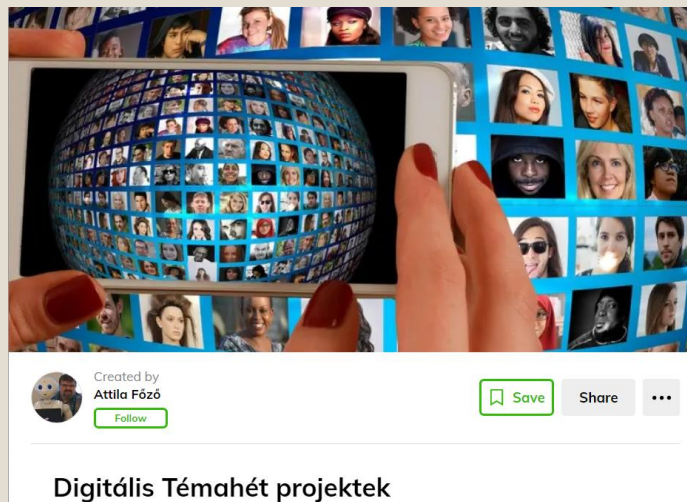 Created by
Attila Főző
Follow
Save
Share
Digitális Témahét projektek